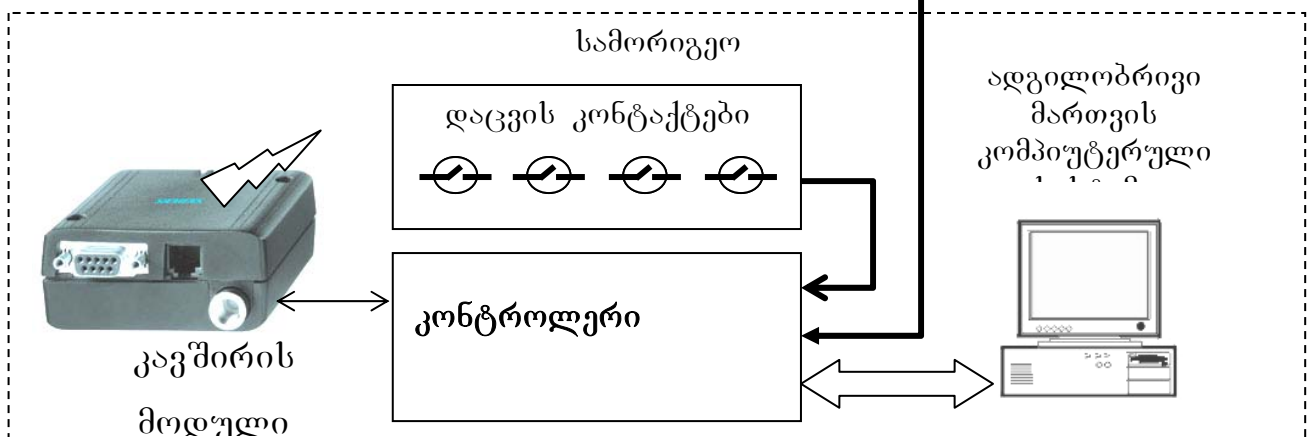 სამორიგეო
დაცვის კონტაქტები
ადგილობრივი
მართვის
კომპიუტერული
კონტროლერი
კავშირის
მოდული